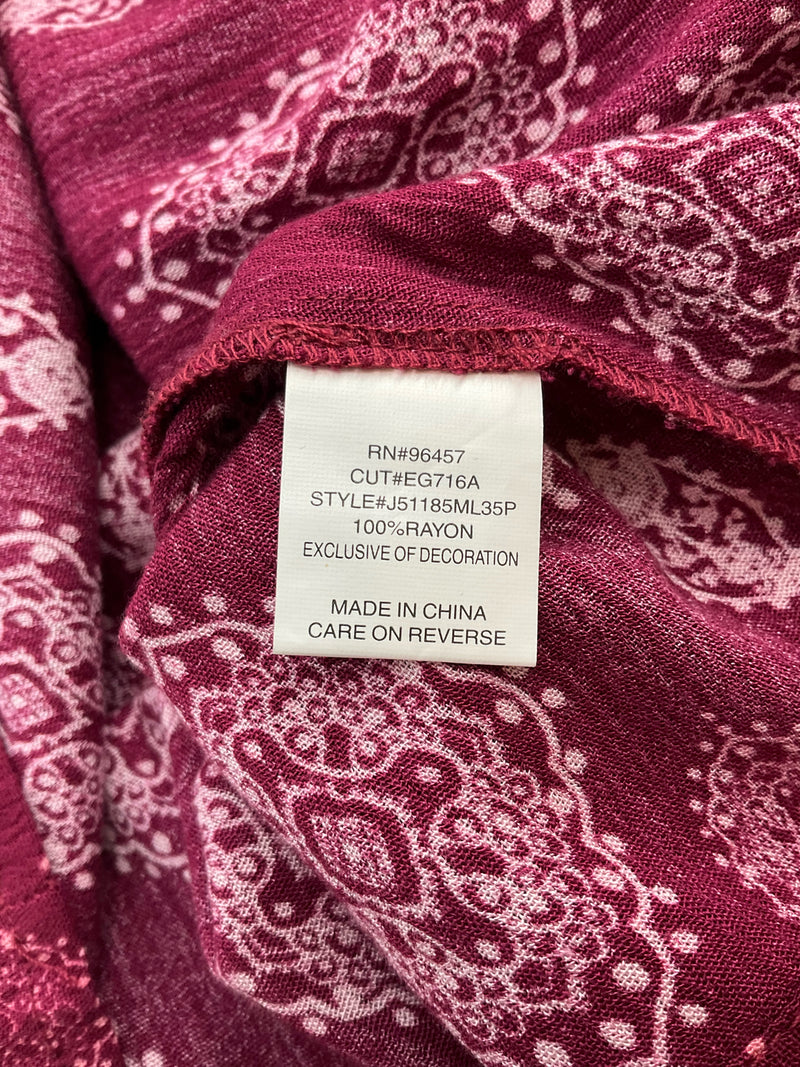 RN#96457
CUT#EG716A
STYLE#J51185ML35P
100%RAYON
EXCLUSIVE OF DECORATION
MADE IN CHINA
CARE ON REVERSE